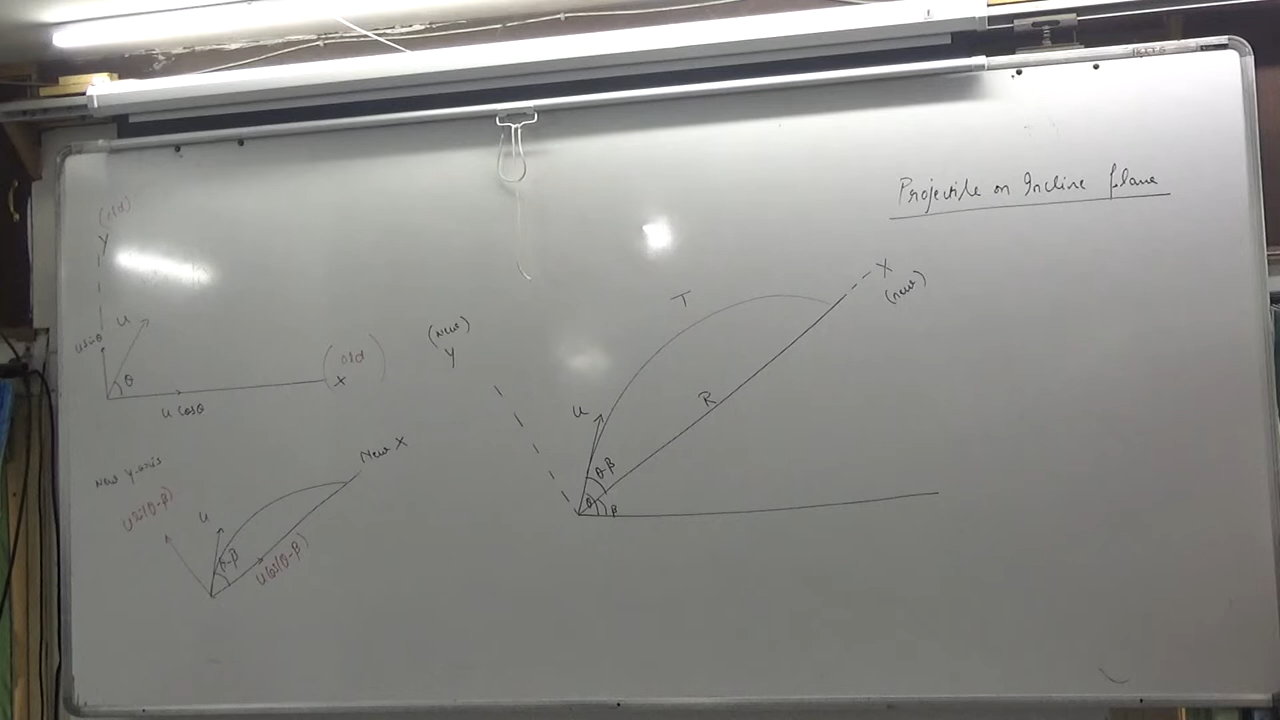 Projectile on Incline plane
(old)
Y
u
u sinθ
θ
u cosθ
(old)
X
(New)
Y
T
X
(new)
u
R
θ-β
θ
β
New Y-axis
New X
u sin(θ-β)
u
θ-β
u cos(θ-β)